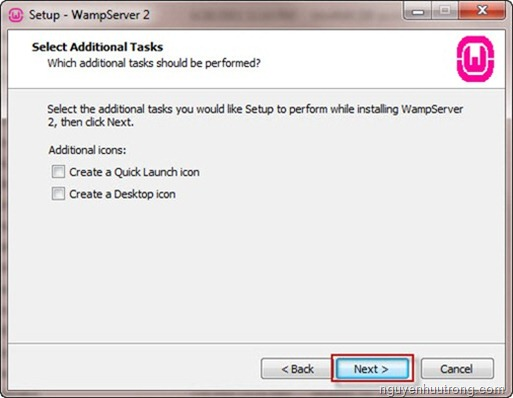 Setup - WampServer 2
Select Additional Tasks
Which additional tasks should be performed?
Select the additional tasks you would like Setup to perform while installing WampServer
2, then click Next.
Additional icons:
Create a Quick Launch icon
Create a Desktop icon
< Back
Next >
Cancel
nguyenhuutrong.com